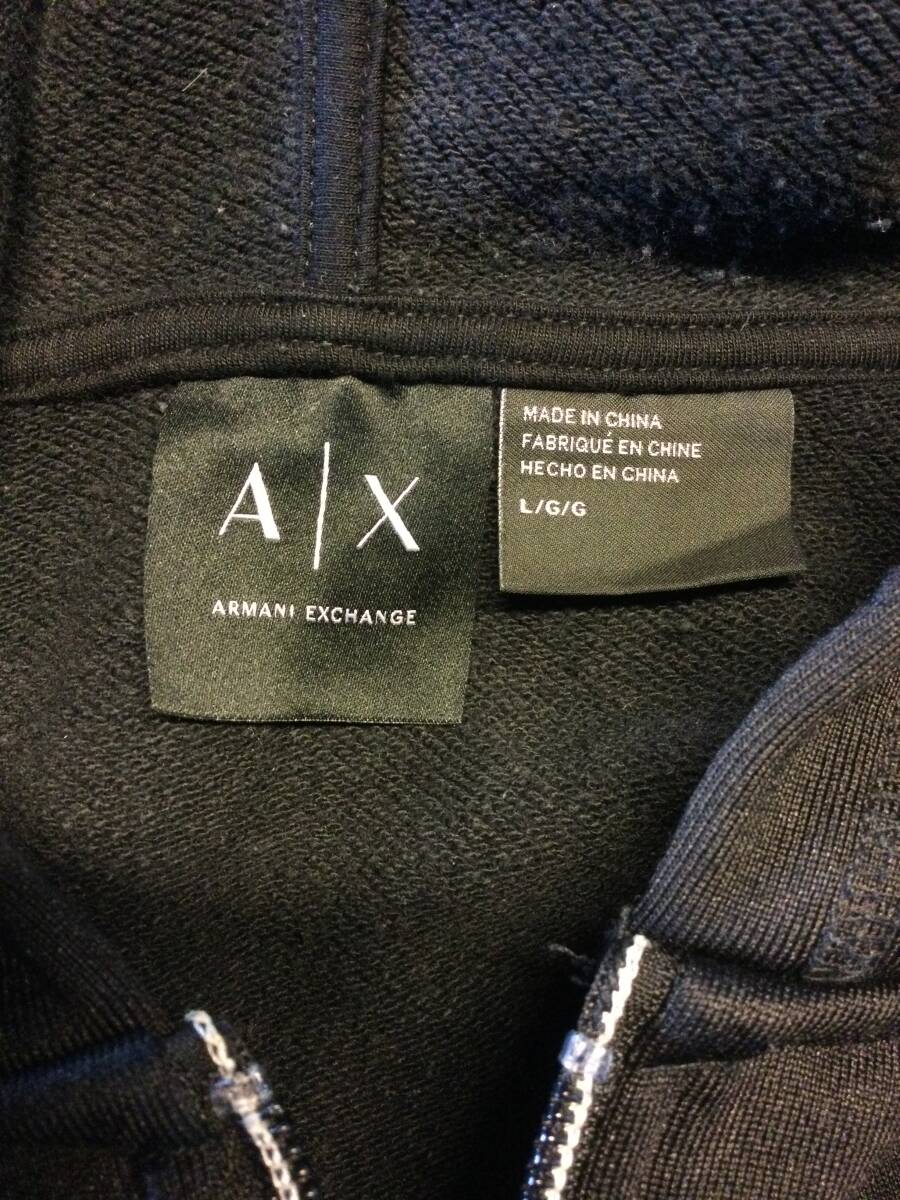 A|X
ARMANI EXCHANGE
MADE IN CHINA
FABRIQUÉ EN CHINE
HECHO EN CHINA
L/G/G